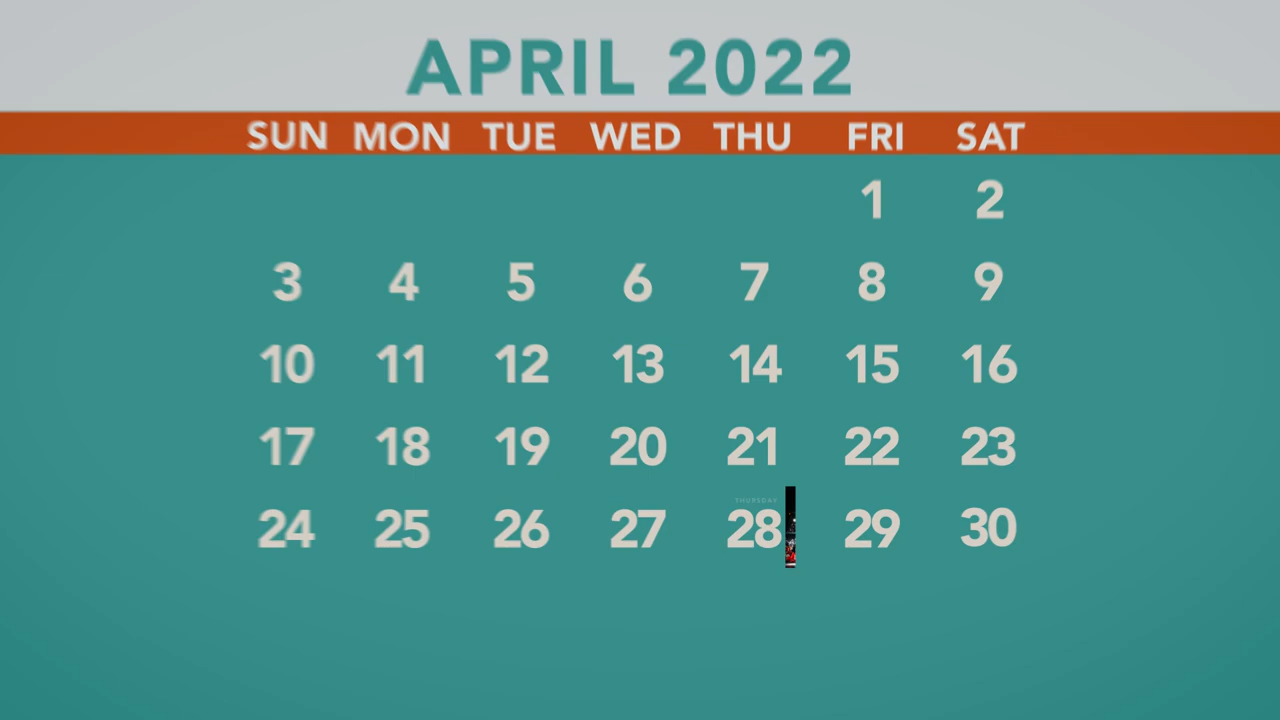 APRIL 2022
SUN MON TUE WED THU FRI SAT
1 2
3 4 5 6 7 8 9
10 11 12 13 14 15 16
17 18 19 20 21 22 23
THURSDAY
24 25 26 27 28 29 30